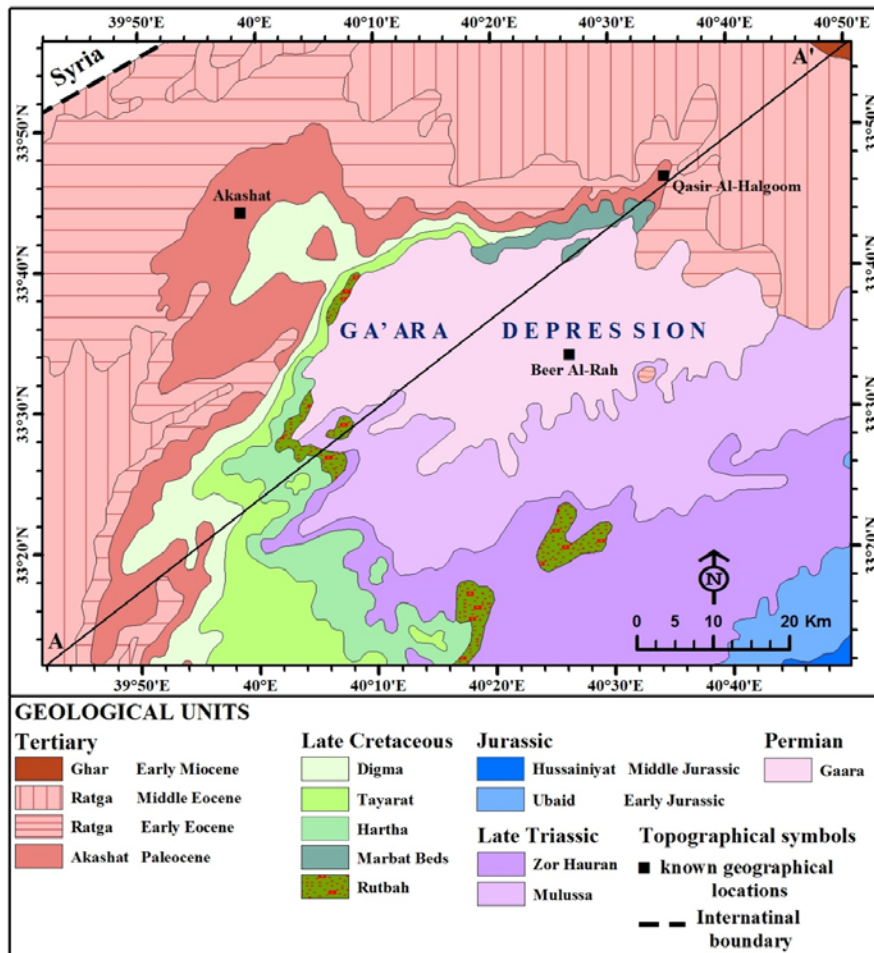 39°50'E 40°0'E 40°10'E 40°20'E 40°30'E 40°40'E 40°50'E
Syria
A'
33°50'N
33°50'N
Akashat
Qasir Al-Halgoom
33°40'N
33°40'N
GA'ARA DEPRESSION
Beer Al-Rah
33°30'N
33°30'N
33°20'N
33°20'N
N
0 5 10 20 Km
A
39°50'E 40°0'E 40°10'E 40°20'E 40°30'E 40°40'E 40°50'E
GEOLOGICAL UNITS
Tertiary
Ghar Early Miocene
Ratga Middle Eocene
Ratga Early Eocene
Akashat Paleocene
Late Cretaceous
Digma
Tayarat
Hartha
Marbat Beds
Rutbah
Jurassic
Hussainiyat Middle Jurassic
Ubaid Early Jurassic
Late Triassic
Zor Hauran
Mulussa
Permian
Gaara
Topographical symbols
known geographical
locations
Internatinal
boundary